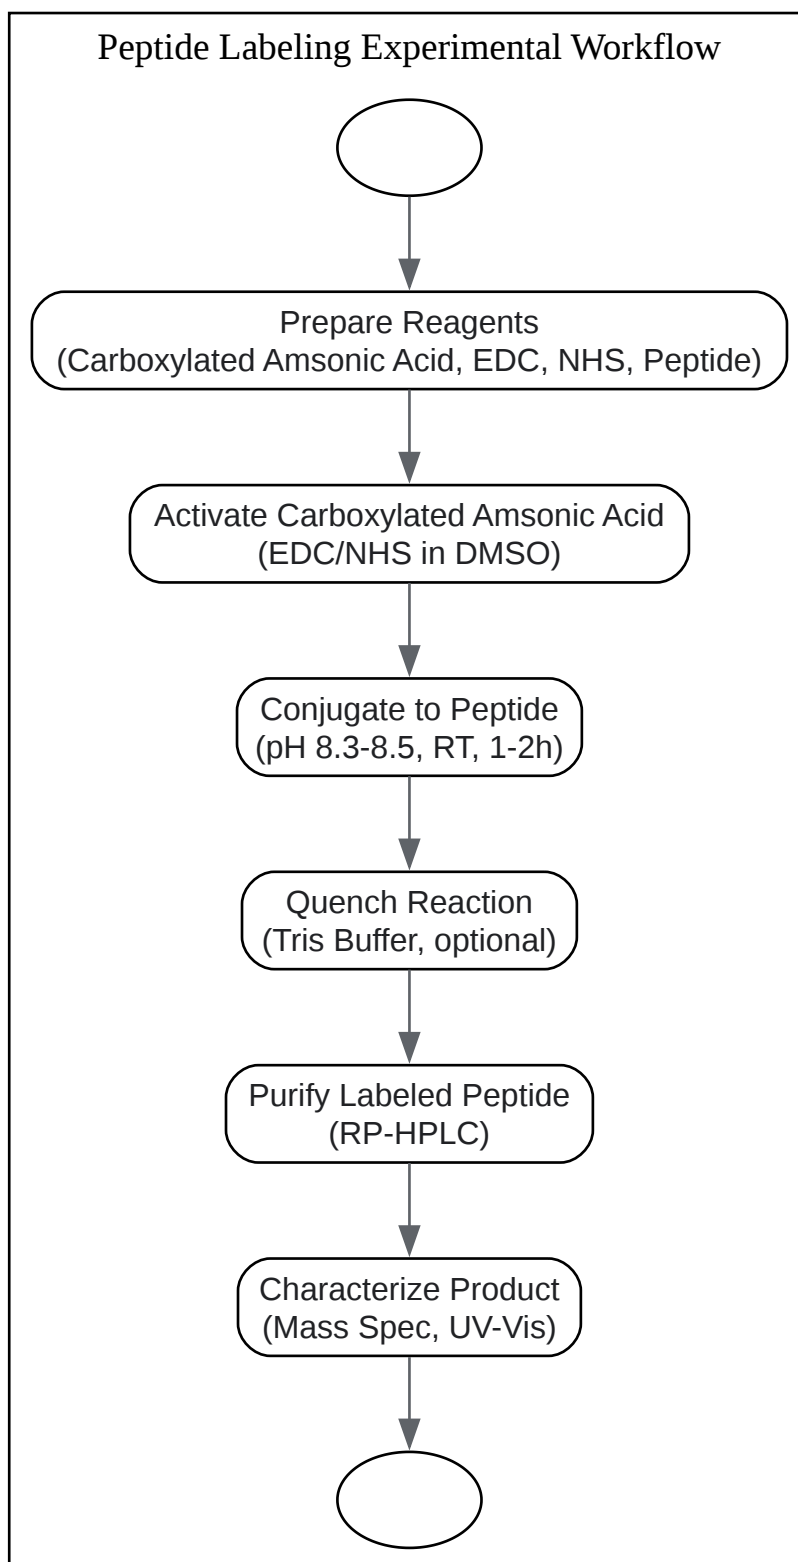 Peptide Labeling Experimental Workflow
Prepare Reagents
(Carboxylated Amsonic Acid, EDC, NHS, Peptide)
Activate Carboxylated Amsonic Acid
(EDC/NHS in DMSO)
Conjugate to Peptide
(pH 8.3-8.5, RT, 1-2h)
Quench Reaction
(Tris Buffer, optional)
Purify Labeled Peptide
(RP-HPLC)
Characterize Product
(Mass Spec, UV-Vis)